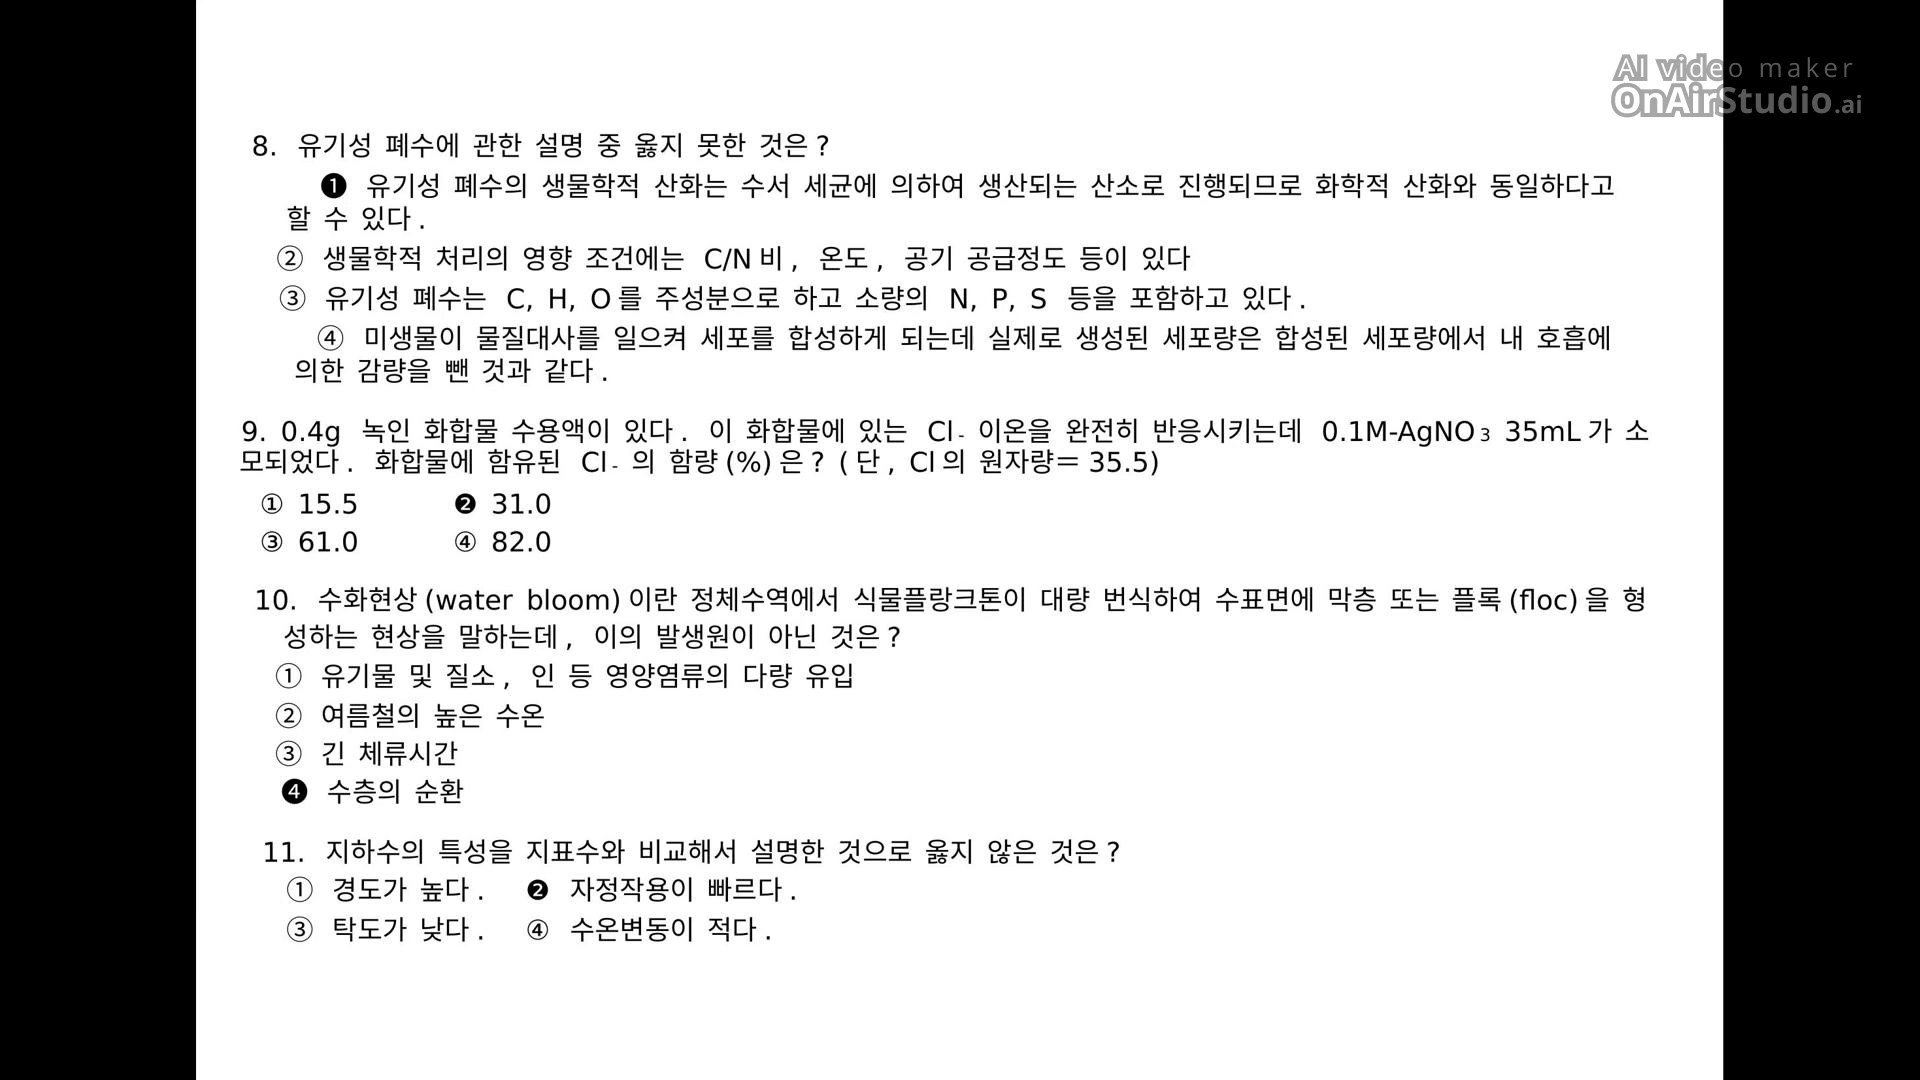 AI video maker
OnAirStudio.ai
8. 유기성 폐수에 관한 설명 중 옳지 못한 것은?
❶ 유기성 폐수의 생물학적 산화는 수서 세균에 의하여 생산되는 산소로 진행되므로 화학적 산화와 동일하다고
할 수 있다.
② 생물학적 처리의 영향 조건에는 C/N비, 온도, 공기 공급정도 등이 있다
③ 유기성 폐수는 C, H, O를 주성분으로 하고 소량의 N, P, S 등을 포함하고 있다.
④ 미생물이 물질대사를 일으켜 세포를 합성하게 되는데 실제로 생성된 세포량은 합성된 세포량에서 내 호흡에
의한 감량을 뺀 것과 같다.
9. 0.4g 녹인 화합물 수용액이 있다. 이 화합물에 있는 Cl- 이온을 완전히 반응시키는데 0.1M-AgNO3 35mL가 소
모되었다. 화합물에 함유된 Cl- 의 함량(%)은? (단, Cl의 원자량＝35.5)
① 15.5 ❷ 31.0
③ 61.0 ④ 82.0
10. 수화현상(water bloom)이란 정체수역에서 식물플랑크톤이 대량 번식하여 수표면에 막층 또는 플록(floc)을 형
성하는 현상을 말하는데, 이의 발생원이 아닌 것은?
① 유기물 및 질소, 인 등 영양염류의 다량 유입
② 여름철의 높은 수온
③ 긴 체류시간
❹ 수층의 순환
11. 지하수의 특성을 지표수와 비교해서 설명한 것으로 옳지 않은 것은?
① 경도가 높다. ❷ 자정작용이 빠르다.
③ 탁도가 낮다. ④ 수온변동이 적다.